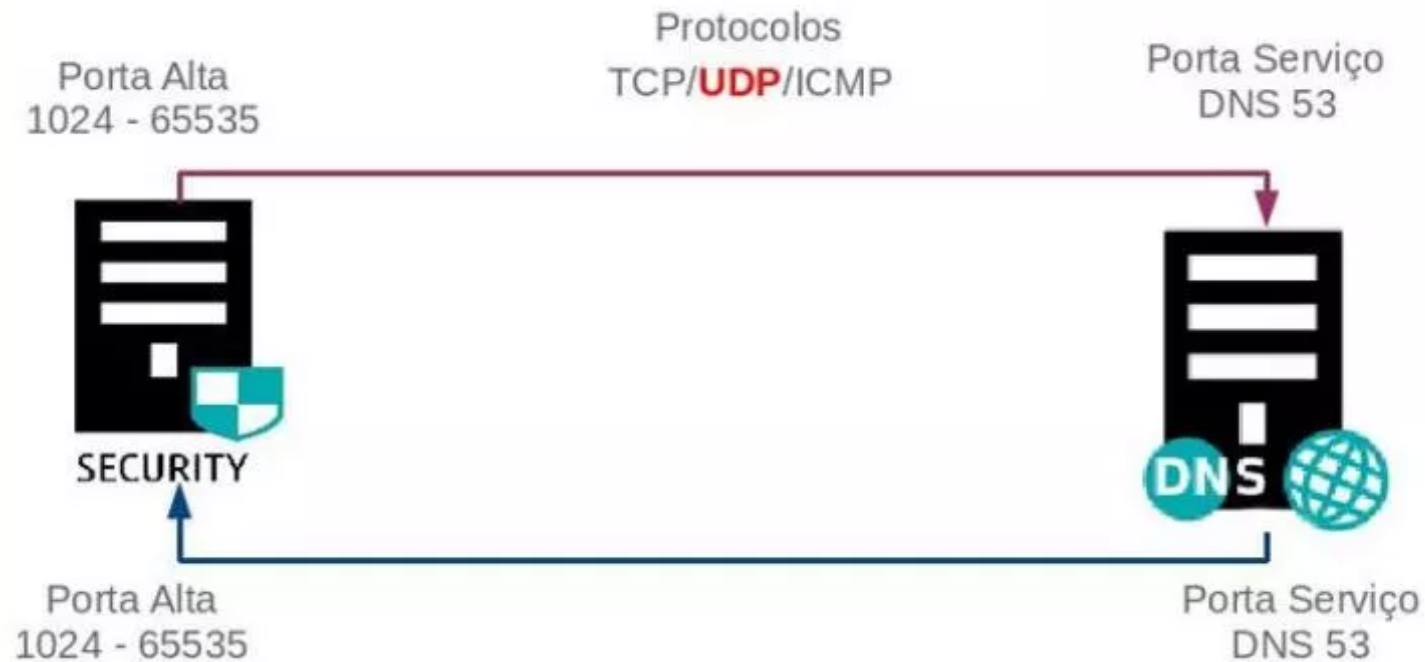 Protocolos
TCP/UDP/ICMP
Porta Alta
1024 - 65535
Porta Serviço
DNS 53
SECURITY
DNS
Porta Alta
1024 - 65535
Porta Serviço
DNS 53